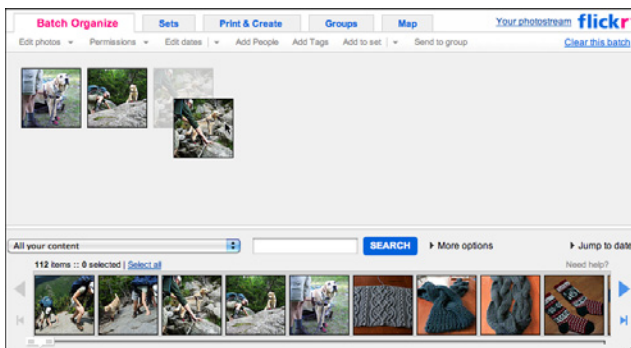 Batch Organize Sets Print & Create Groups Map Your photostream flickr
Edit photos Permissions Edit dates Add People Add Tags Add to set Send to group Clear this batch
All your content SEARCH More options Jump to date
112 items :: 0 selected | Select all Need help?